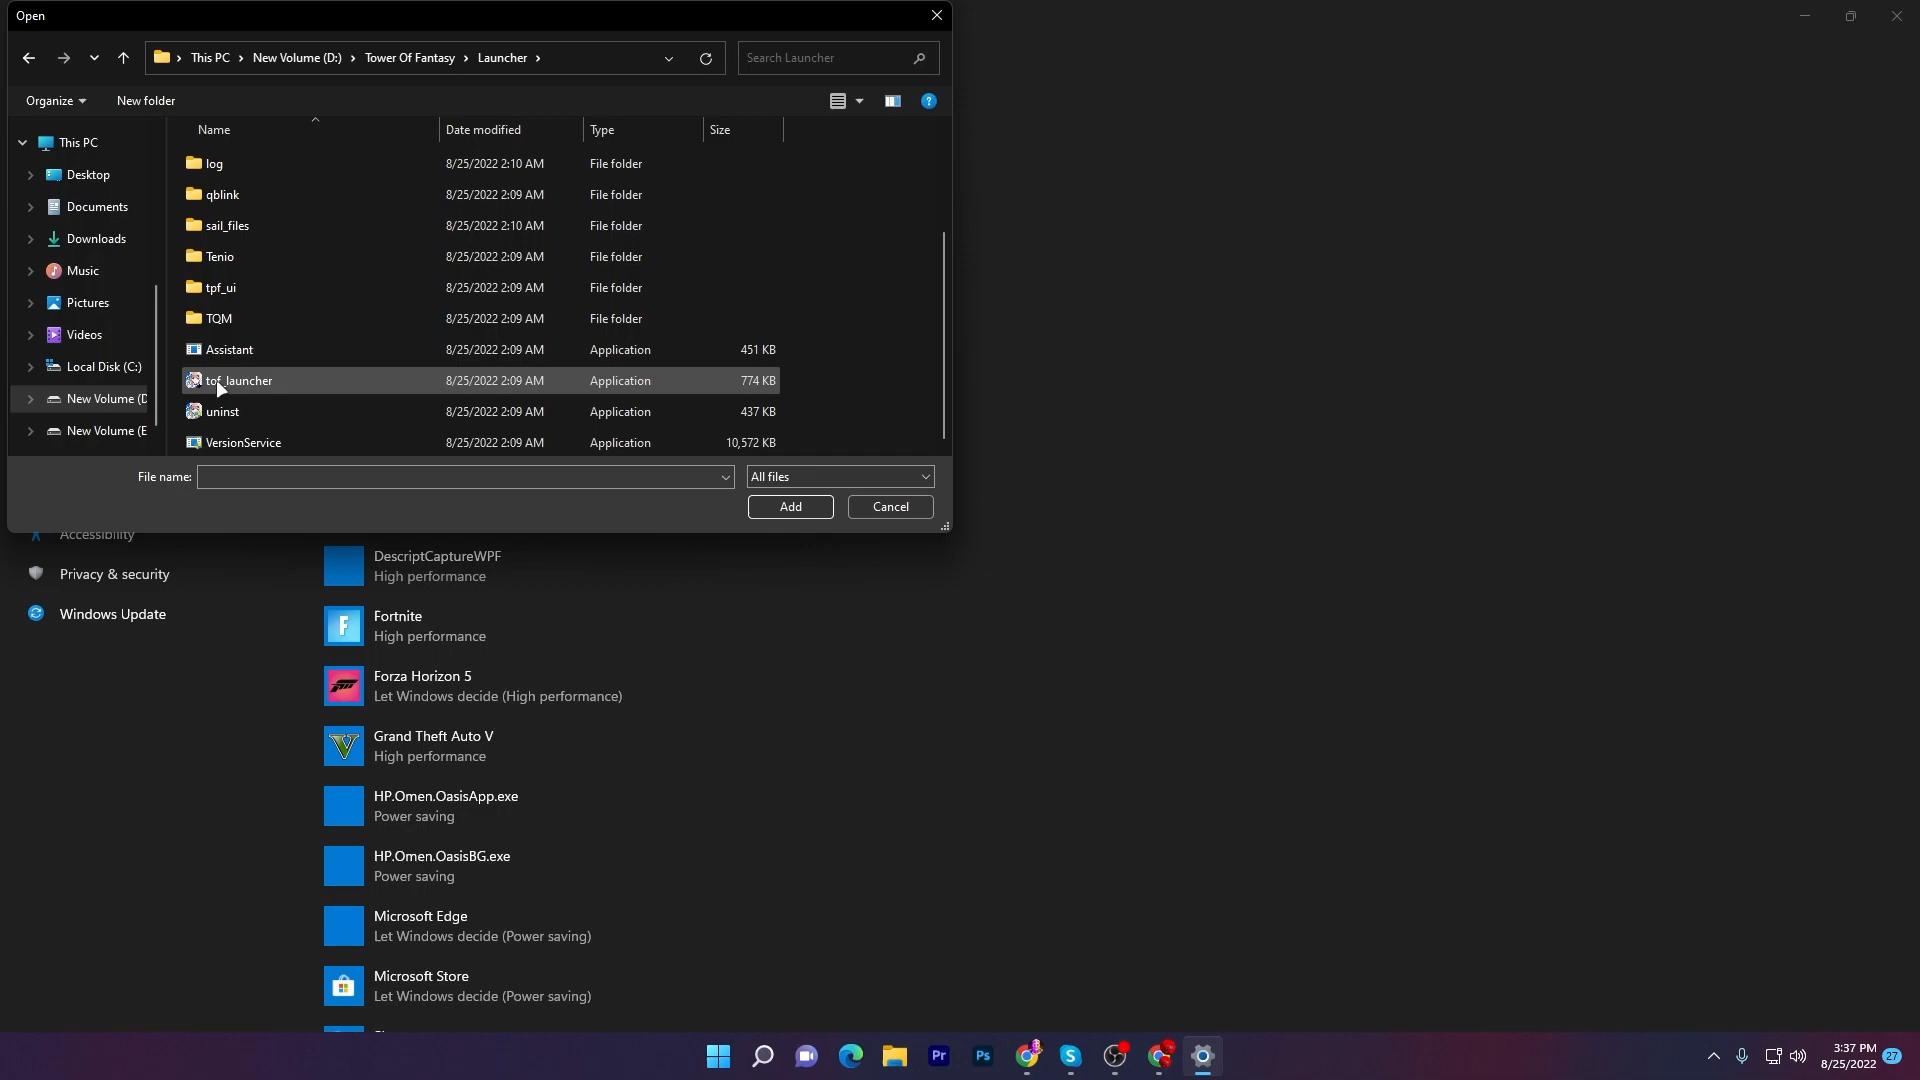 Open
This PC
New Volume (D:)
Tower Of Fantasy
Launcher
Search Launcher
Organize
New folder
?
Name
Date modified
Type
Size
This PC
Desktop
Documents
Downloads
Music
Pictures
Videos
Local Disk (C:)
New Volume (D
New Volume (E
log 8/25/2022 2:10 AM File folder
qblink 8/25/2022 2:09 AM File folder
sail_files 8/25/2022 2:10 AM File folder
Tenio 8/25/2022 2:09 AM File folder
tpf_ui 8/25/2022 2:09 AM File folder
TQM 8/25/2022 2:09 AM File folder
Assistant 8/25/2022 2:09 AM Application 451 KB
tof_launcher 8/25/2022 2:09 AM Application 774 KB
uninst 8/25/2022 2:09 AM Application 437 KB
VersionService 8/25/2022 2:09 AM Application 10,572 KB
File name:
All files
Add
Cancel
Accessibility
Privacy & security
Windows Update
DescriptCaptureWPF
High performance
F
Fortnite
High performance
Forza Horizon 5
Let Windows decide (High performance)
V
Grand Theft Auto V
High performance
HP.Omen.OasisApp.exe
Power saving
HP.Omen.OasisBG.exe
Power saving
Microsoft Edge
Let Windows decide (Power saving)
Microsoft Store
Let Windows decide (Power saving)
Pr
Ps
S
3:37 PM
8/25/2022
27